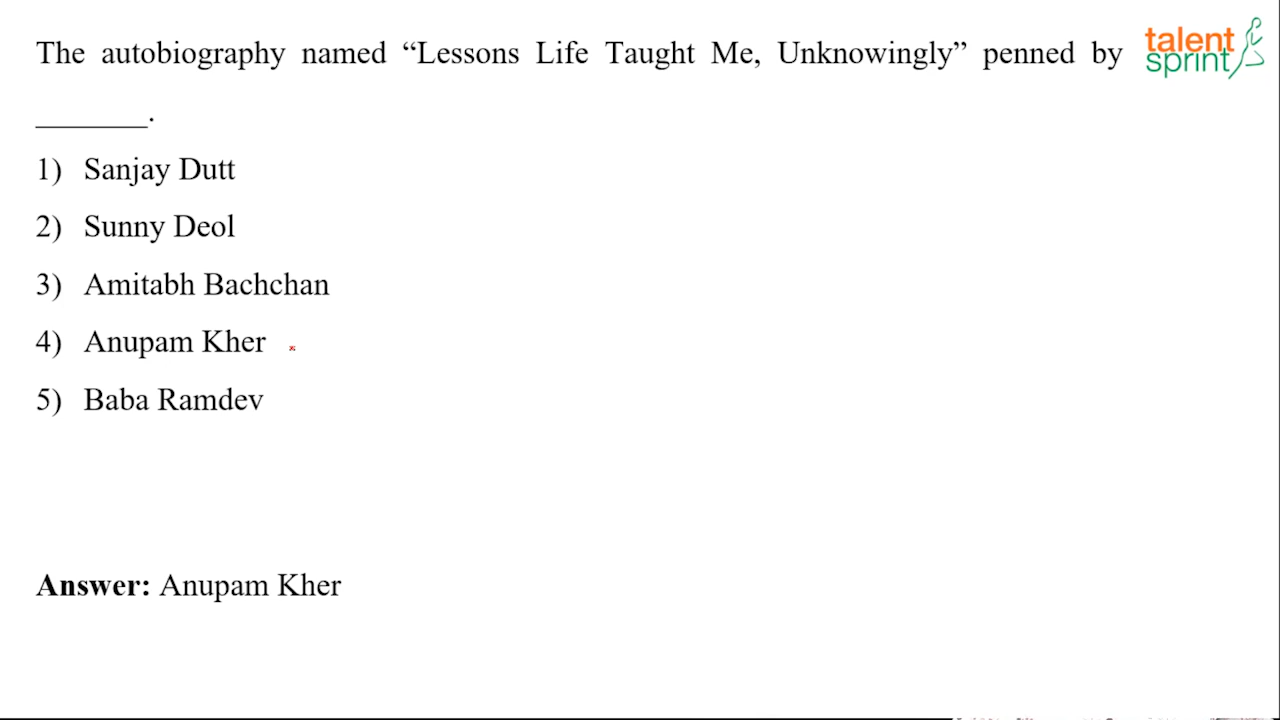 The autobiography named “Lessons Life Taught Me, Unknowingly” penned by
_______.
1) Sanjay Dutt
2) Sunny Deol
3) Amitabh Bachchan
4) Anupam Kher
5) Baba Ramdev
Answer: Anupam Kher
talent
sprint